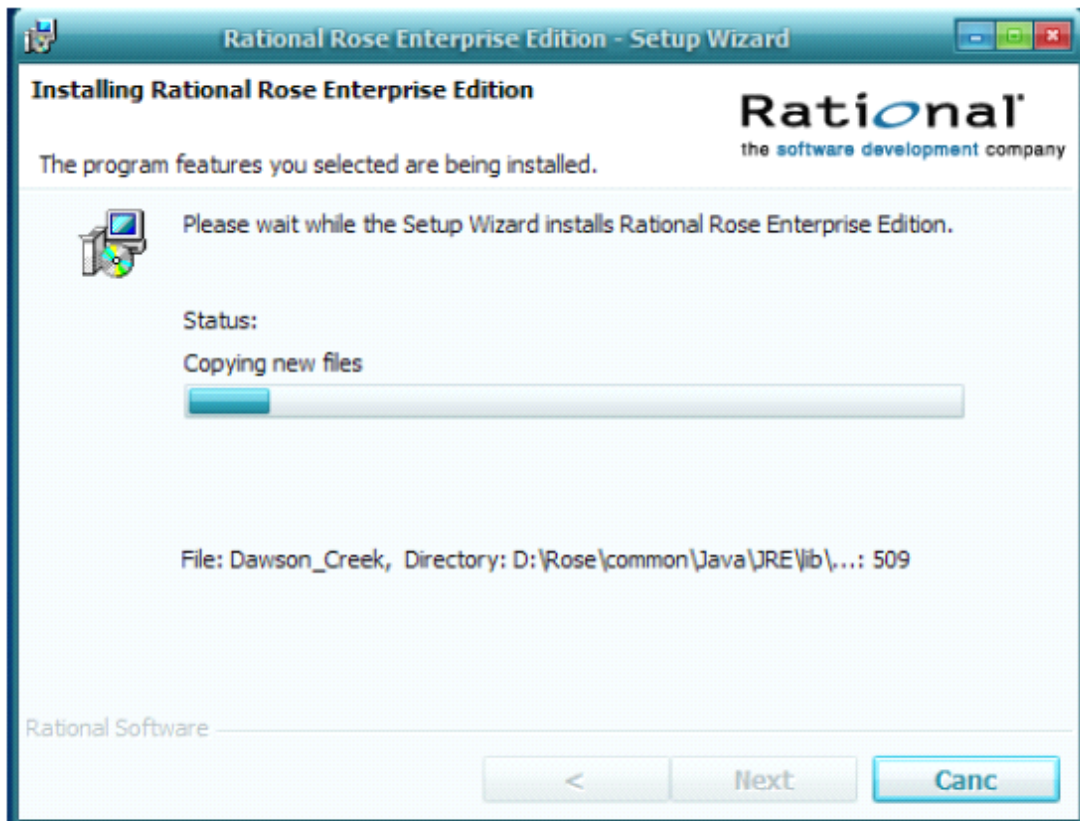 Rational Rose Enterprise Edition - Setup Wizard
Installing Rational Rose Enterprise Edition
Rational
the software development company
The program features you selected are being installed.
Please wait while the Setup Wizard installs Rational Rose Enterprise Edition.
Status:
Copying new files
File: Dawson_Creek, Directory: D:\Rose\common\Java\JRE\lib\...: 509
Rational Software
< Next Canc